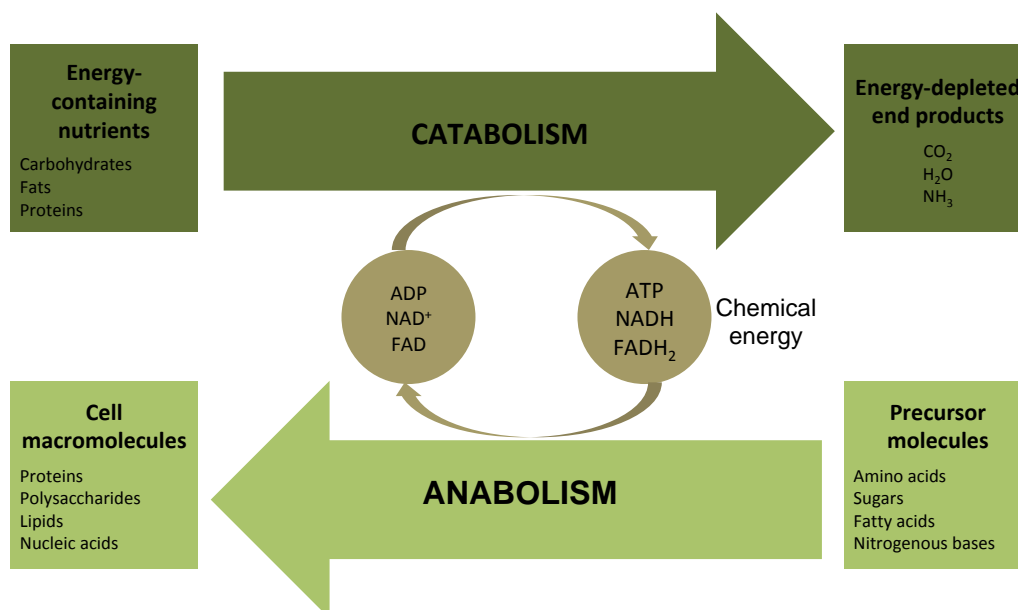 Energy-
containing
nutrients
Carbohydrates
Fats
Proteins
CATABOLISM
Energy-depleted
end products
CO₂
H₂O
NH₃
ADP
NAD⁺
FAD
ATP
NADH
FADH₂
Chemical
energy
Cell
macromolecules
Proteins
Polysaccharides
Lipids
Nucleic acids
ANABOLISM
Precursor
molecules
Amino acids
Sugars
Fatty acids
Nitrogenous bases